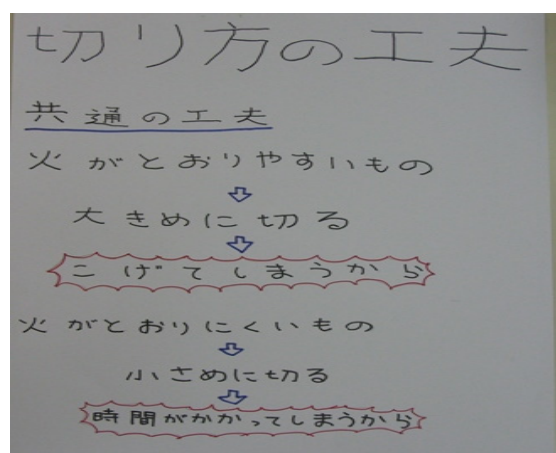 切り方の工夫
共通の工夫
火がとおりやすいもの
⇩
大きめに切る
⇩
こげてしまうから
火がとおりにくいもの
⇩
小さめに切る
⇩
時間がかかってしまうから